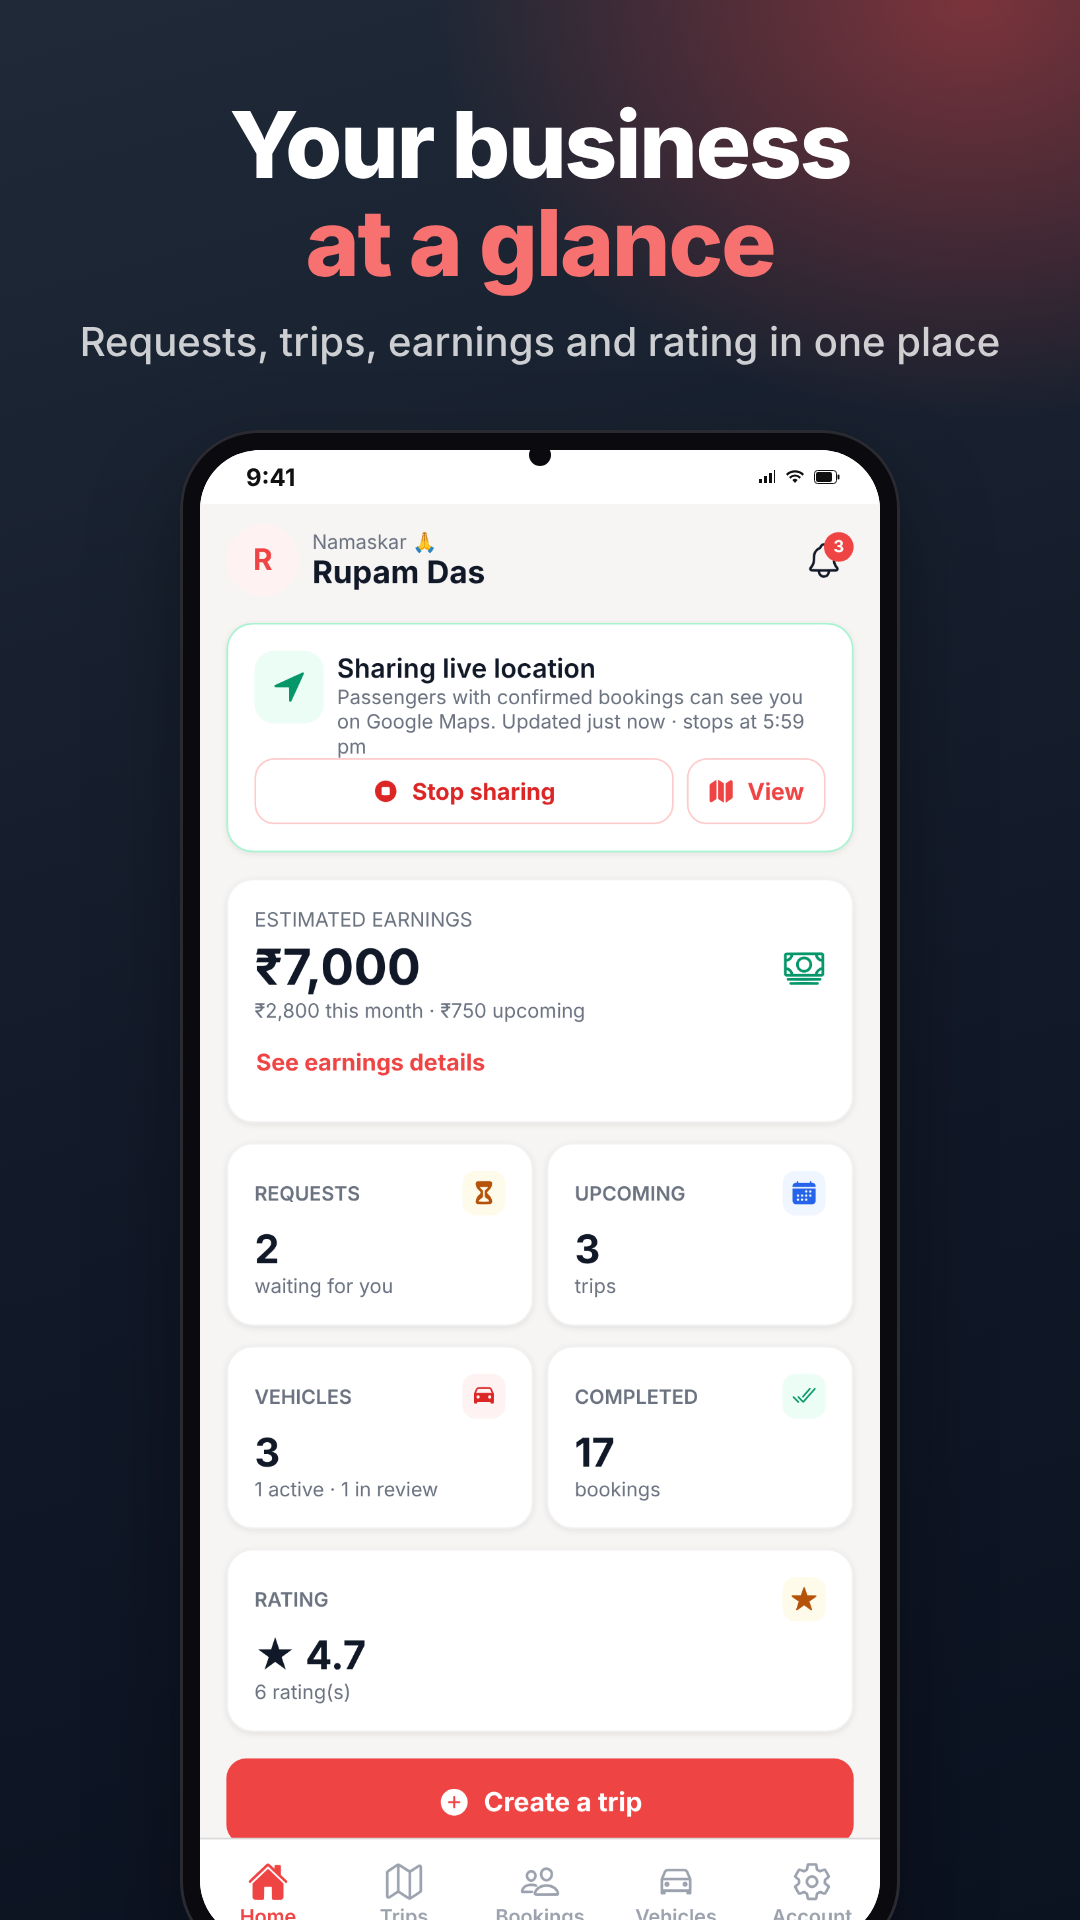 Your business
at a glance
Requests, trips, earnings and rating in one place
9:41
R
Namaskar 🙏
Rupam Das
3
Sharing live location
Passengers with confirmed bookings can see you
on Google Maps. Updated just now · stops at 5:59
pm
Stop sharing
View
ESTIMATED EARNINGS
₹7,000
₹2,800 this month · ₹750 upcoming
See earnings details
REQUESTS
2
waiting for you
UPCOMING
3
trips
VEHICLES
3
1 active · 1 in review
COMPLETED
17
bookings
RATING
★ 4.7
6 rating(s)
Create a trip
Home
Trips
Bookings
Vehicles
Account